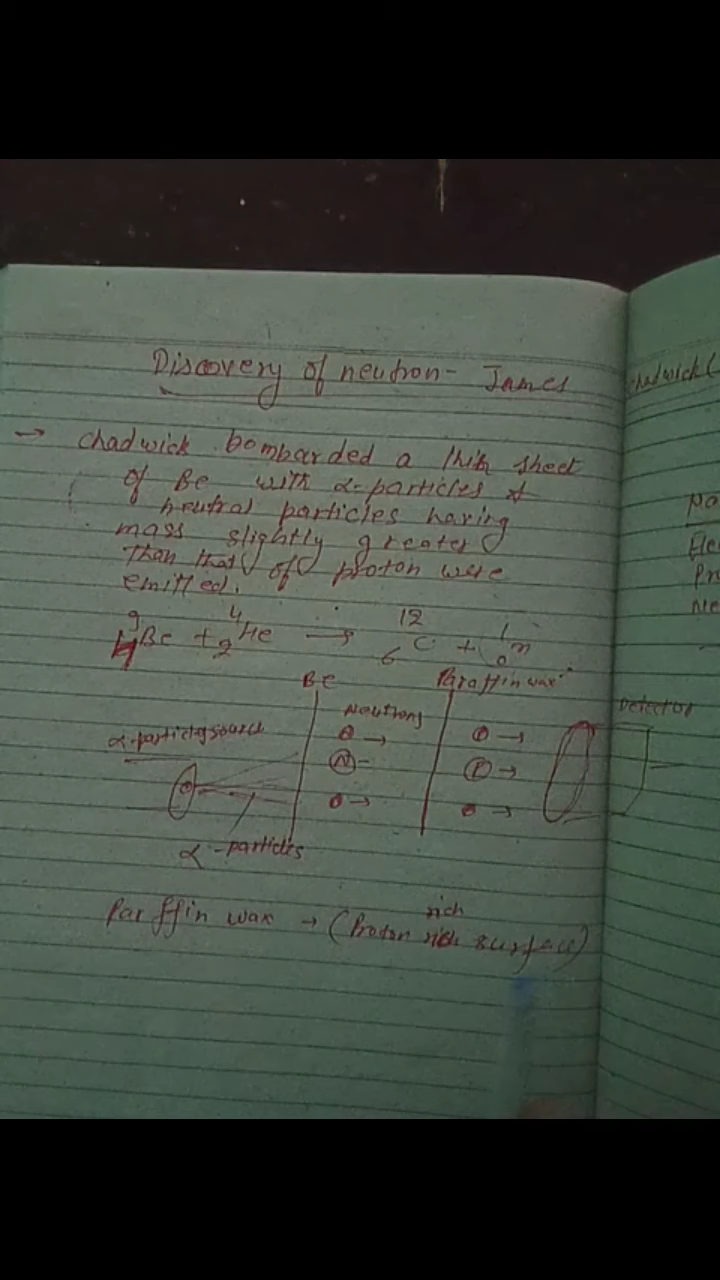 Discovery of neutron - James
Chadwick (
→ Chadwick bombarded a thin sheet
of Be with α-particles &
neutral particles having
mass slightly greater
than that of proton were
emitted.
⁹₄Be + ⁴₂He → ¹²₆C + ¹₀n
Be
Paraffin wax
Neutrons
Detector
α-particles source
N
P
α-particles
Parffin wax → (Proton rich surface)
rich